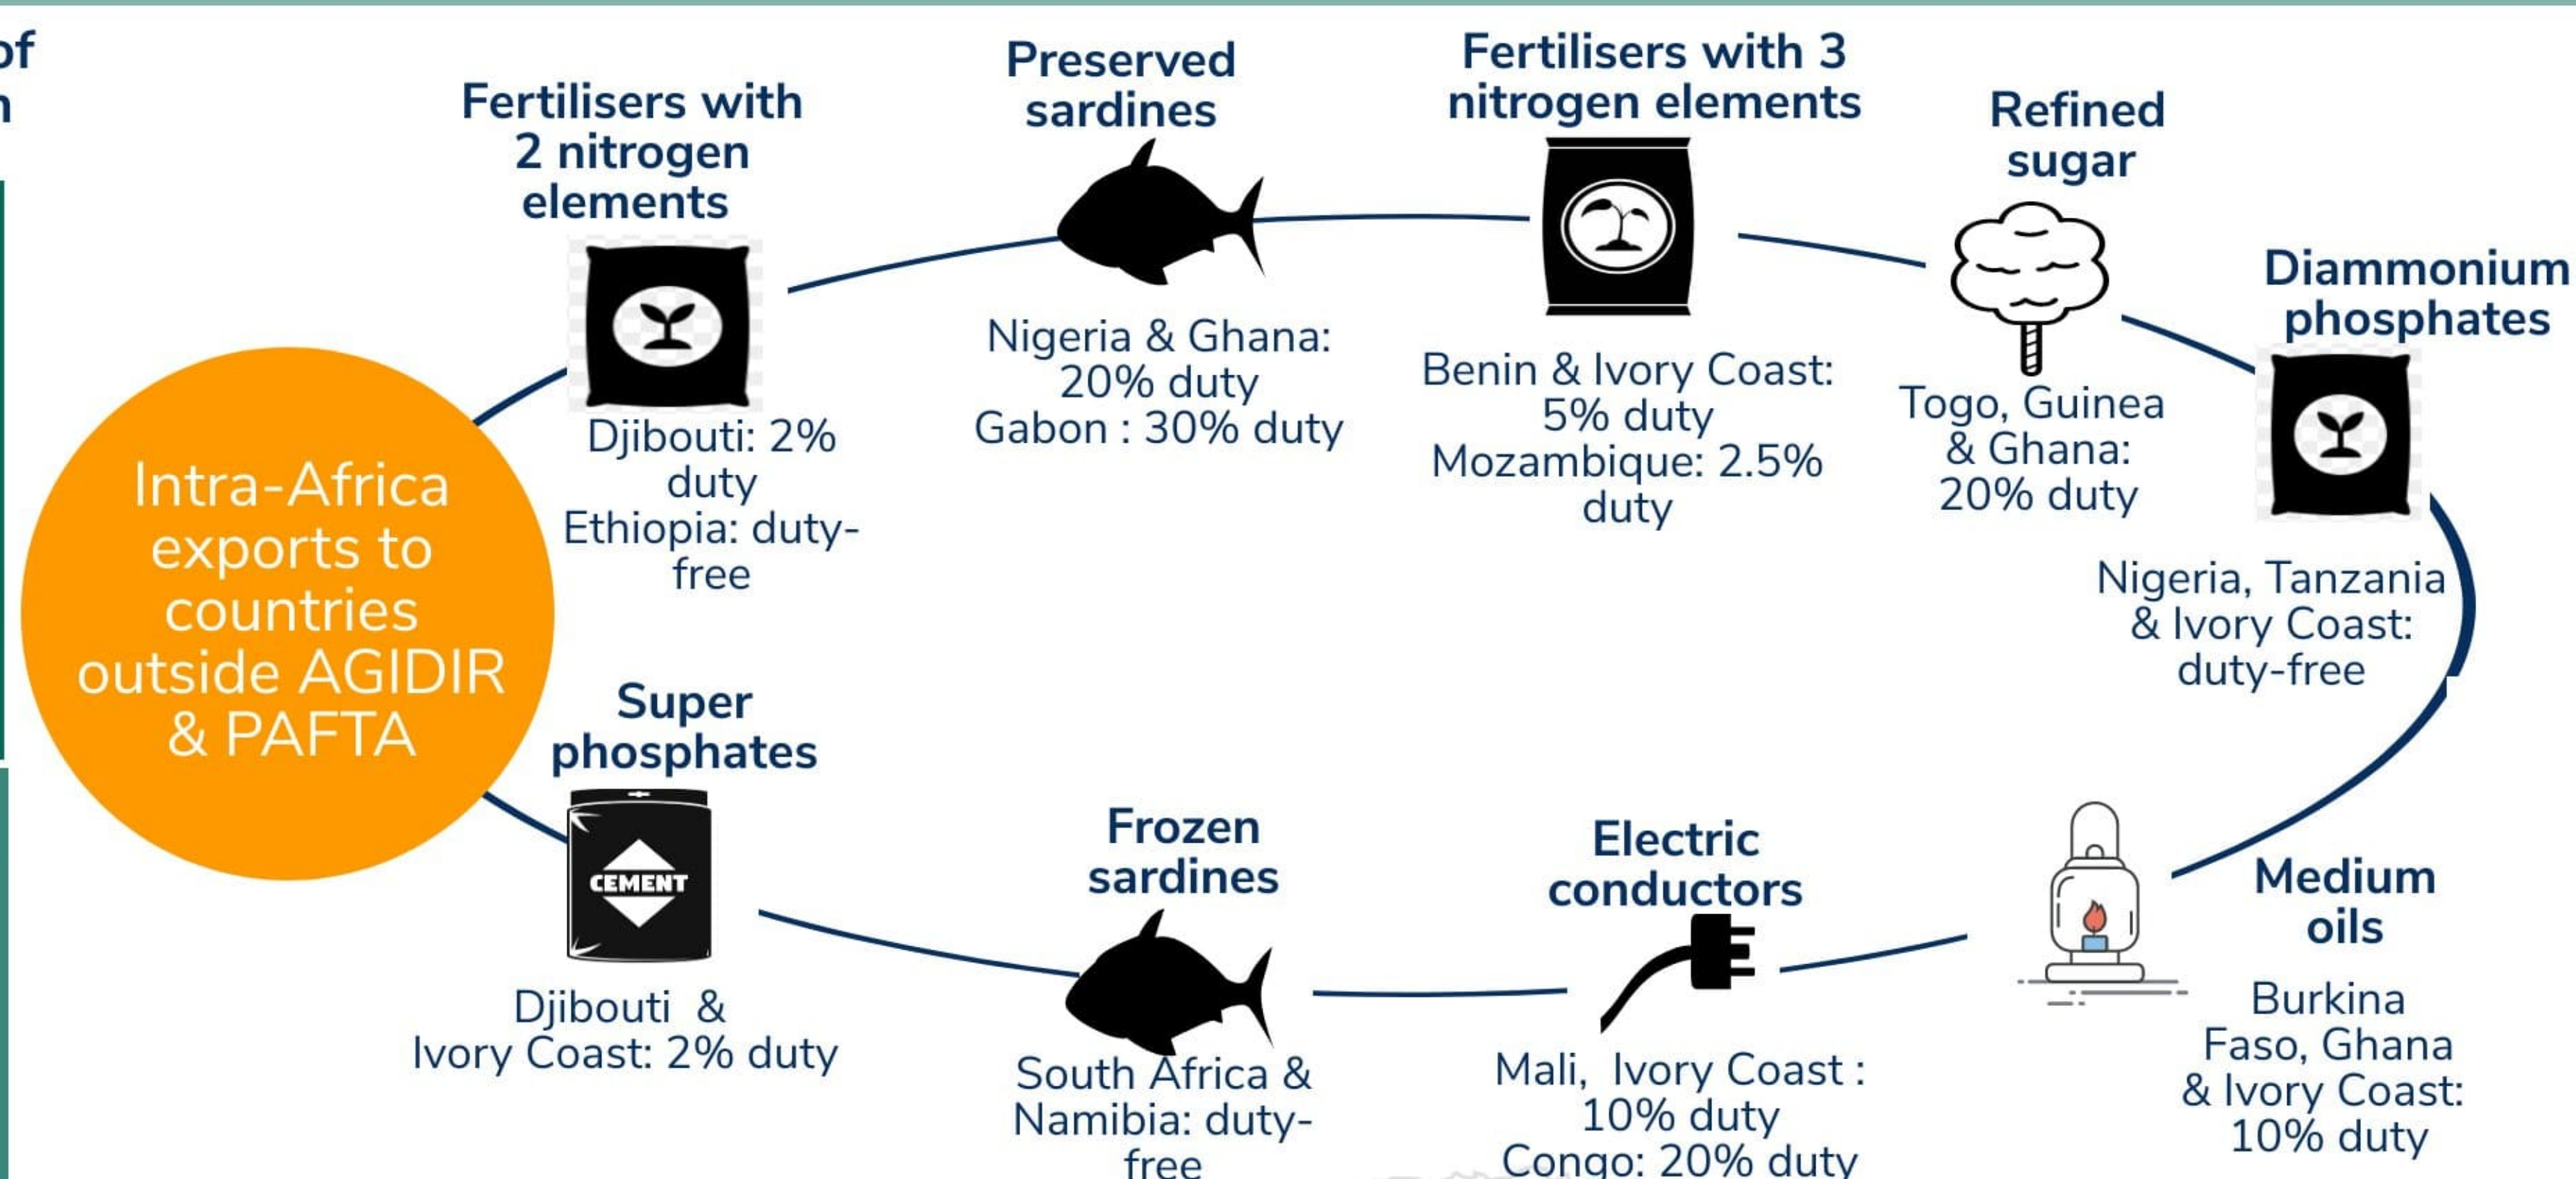 of
n
Fertilisers with
2 nitrogen
elements
Djibouti: 2%
duty
Ethiopia: duty-
free
Preserved
sardines
Nigeria & Ghana:
20% duty
Gabon : 30% duty
Fertilisers with 3
nitrogen elements
Benin & Ivory Coast:
5% duty
Mozambique: 2.5%
duty
Refined
sugar
Togo, Guinea
& Ghana:
20% duty
Diammonium
phosphates
Nigeria, Tanzania
& Ivory Coast:
duty-free
Intra-Africa
exports to
countries
outside AGIDIR
& PAFTA
Super
phosphates
CEMENT
Djibouti &
Ivory Coast: 2% duty
Frozen
sardines
South Africa &
Namibia: duty-
free
Electric
conductors
Mali, Ivory Coast :
10% duty
Congo: 20% duty
Medium
oils
Burkina
Faso, Ghana
& Ivory Coast:
10% duty